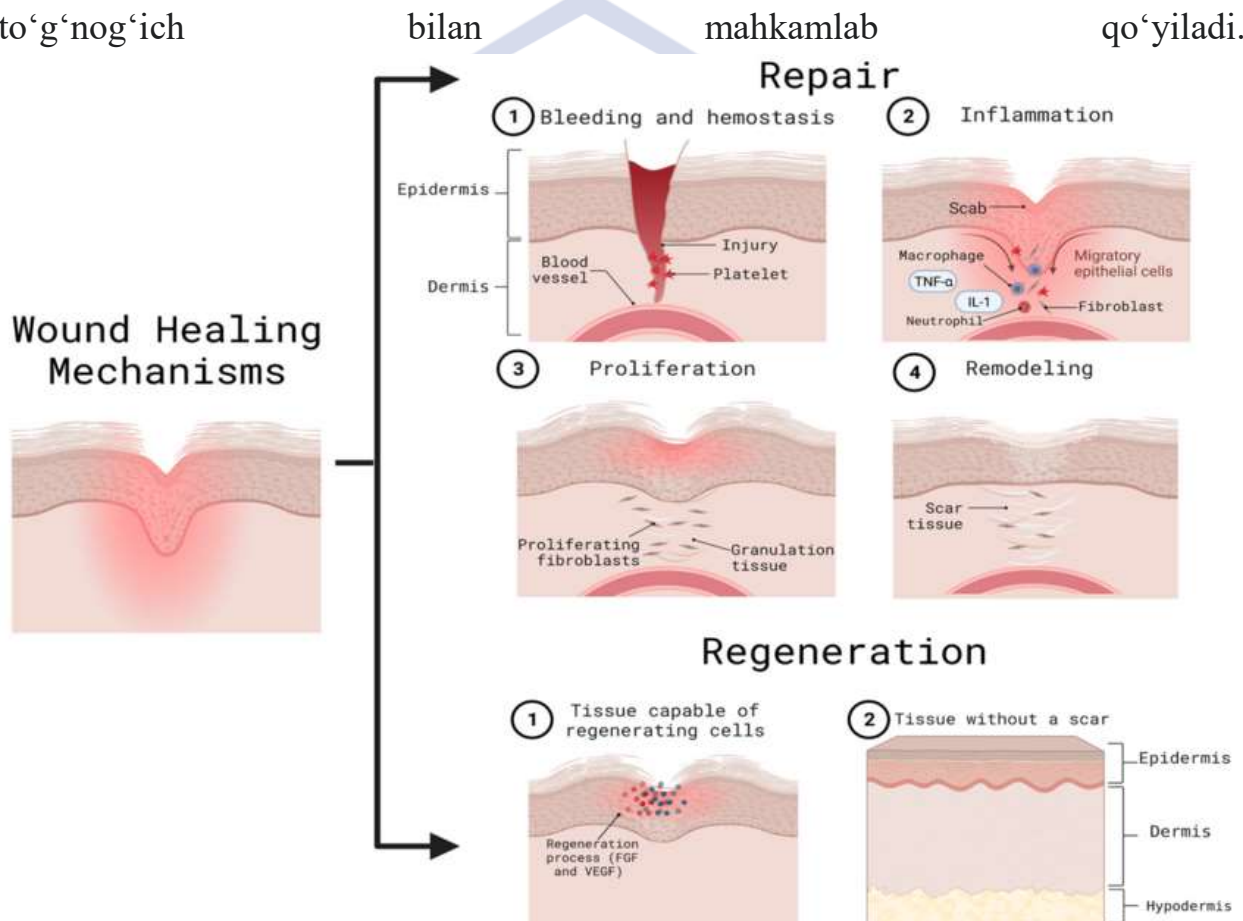 to‘g‘nog‘ich bilan mahkamlab qo‘yiladi.
Wound Healing
Mechanisms
Repair
1 Bleeding and hemostasis
Epidermis
Dermis
Blood
vessel
Injury
Platelet
2 Inflammation
Scab
Macrophage
TNF-α
IL-1
Neutrophil
Migratory
epithelial cells
Fibroblast
3 Proliferation
Proliferating
fibroblasts
Granulation
tissue
4 Remodeling
Scar
tissue
Regeneration
1 Tissue capable of
regenerating cells
Regeneration
process (FGF
and VEGF)
2 Tissue without a scar
Epidermis
Dermis
Hypodermis